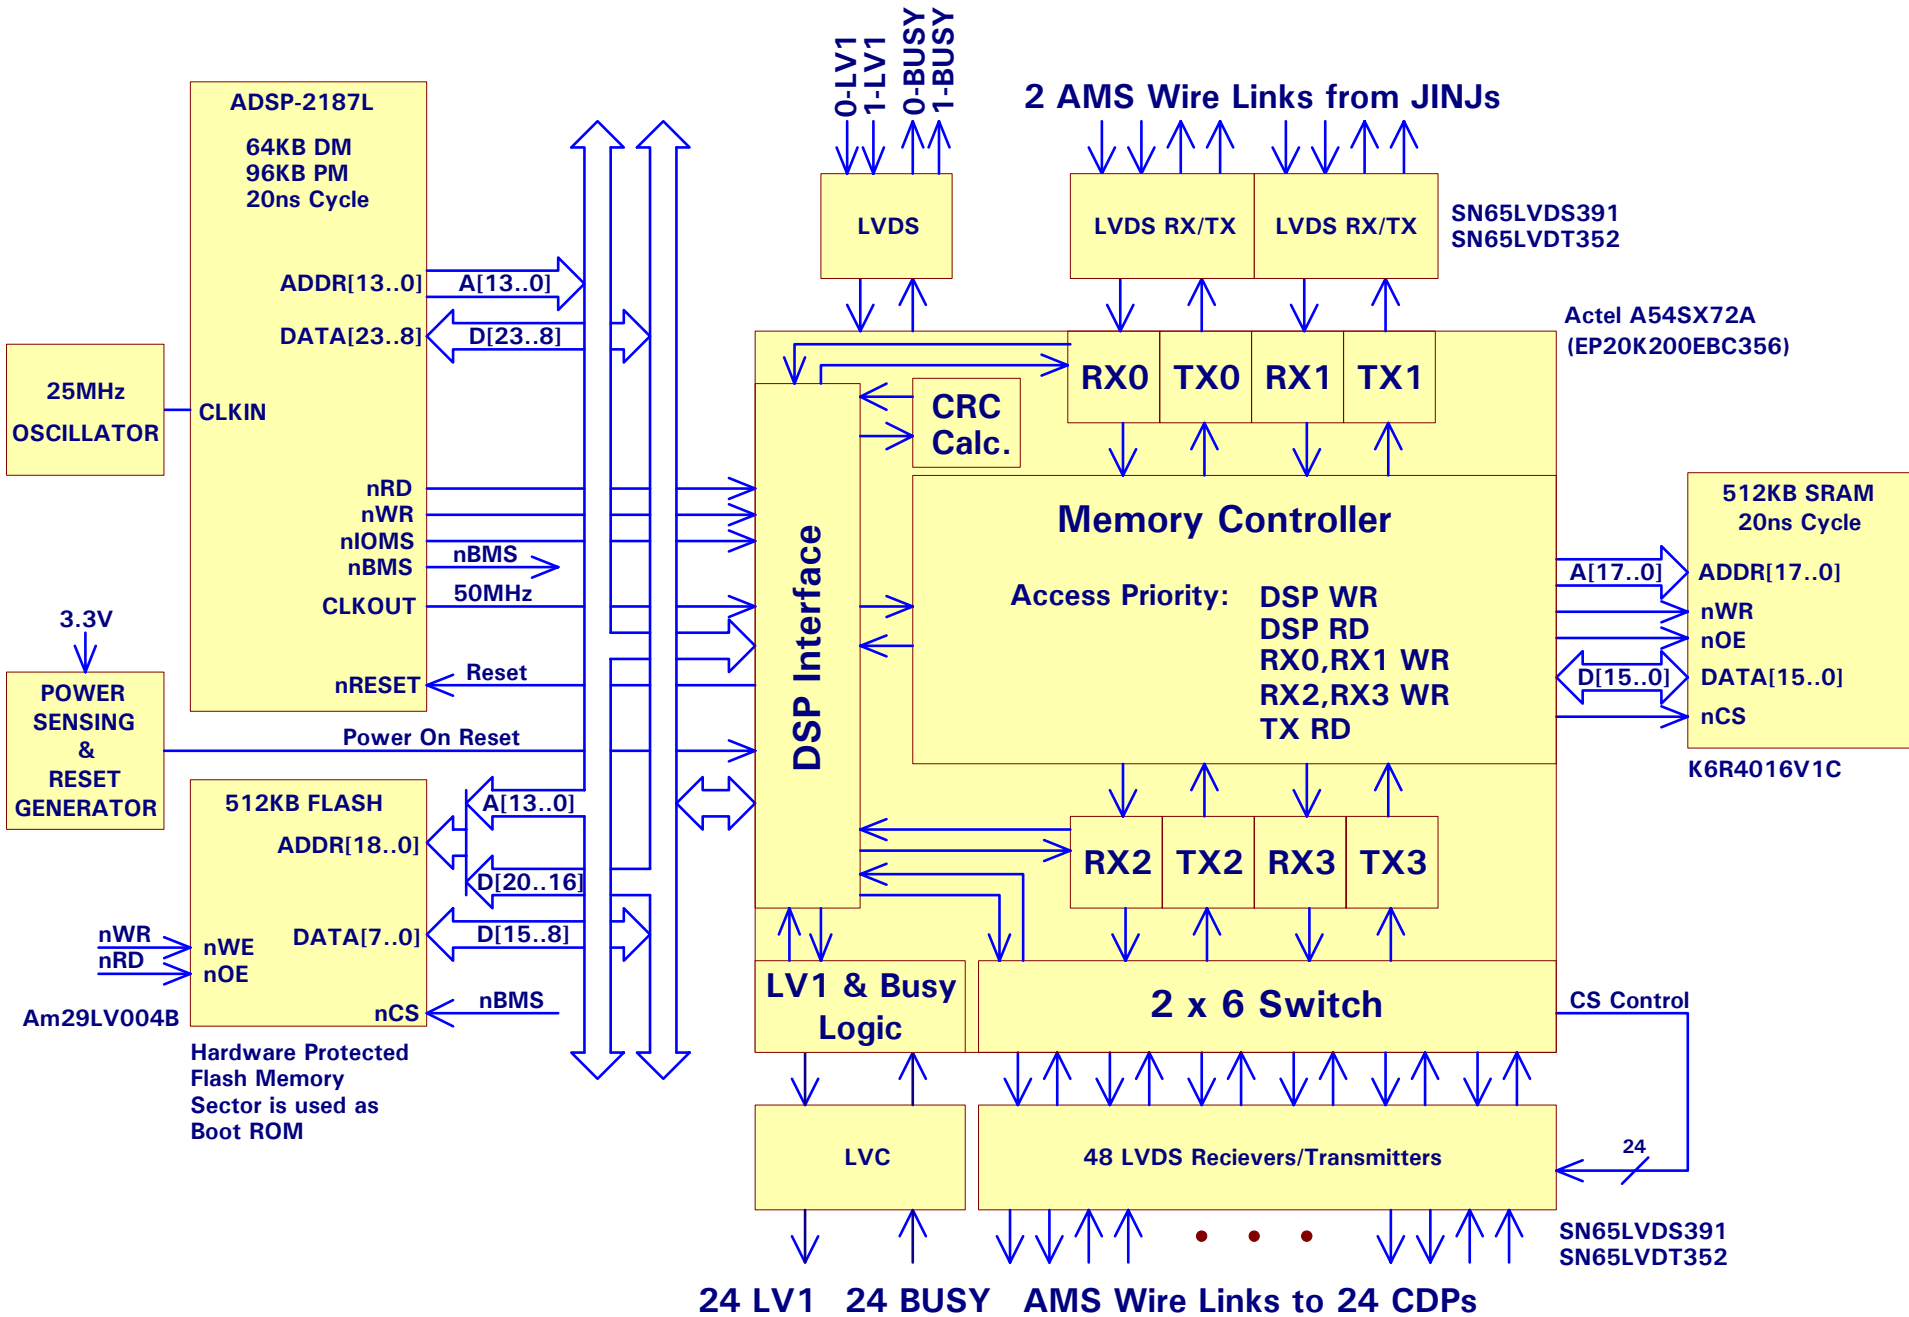 0-LV1
1-LV1
0-BUSY
1-BUSY
2 AMS Wire Links from JINJs
ADSP-2187L
64KB DM
96KB PM
20ns Cycle
ADDR[13..0]
A[13..0]
DATA[23..8]
D[23..8]
25MHz
OSCILLATOR
CLKIN
nRD
nWR
nIOMS
nBMS
nBMS
CLKOUT
50MHz
nRESET
Reset
3.3V
POWER
SENSING
&
RESET
GENERATOR
Power On Reset
512KB FLASH
A[13..0]
ADDR[18..0]
D[20..16]
DATA[7..0]
D[15..8]
nWR
nRD
nWE
nOE
nCS
nBMS
Am29LV004B
Hardware Protected
Flash Memory
Sector is used as
Boot ROM
LVDS
LVDS RX/TX
LVDS RX/TX
SN65LVDS391
SN65LVDT352
Actel A54SX72A
(EP20K200EBC356)
RX0
TX0
RX1
TX1
CRC
Calc.
DSP Interface
Memory Controller
Access Priority:
DSP WR
DSP RD
RX0,RX1 WR
RX2,RX3 WR
TX RD
512KB SRAM
20ns Cycle
A[17..0]
ADDR[17..0]
nWR
nOE
D[15..0]
DATA[15..0]
nCS
K6R4016V1C
RX2
TX2
RX3
TX3
LV1 & Busy
Logic
2 x 6 Switch
CS Control
24
LVC
48 LVDS Recievers/Transmitters
SN65LVDS391
SN65LVDT352
24 LV1
24 BUSY
AMS Wire Links to 24 CDPs